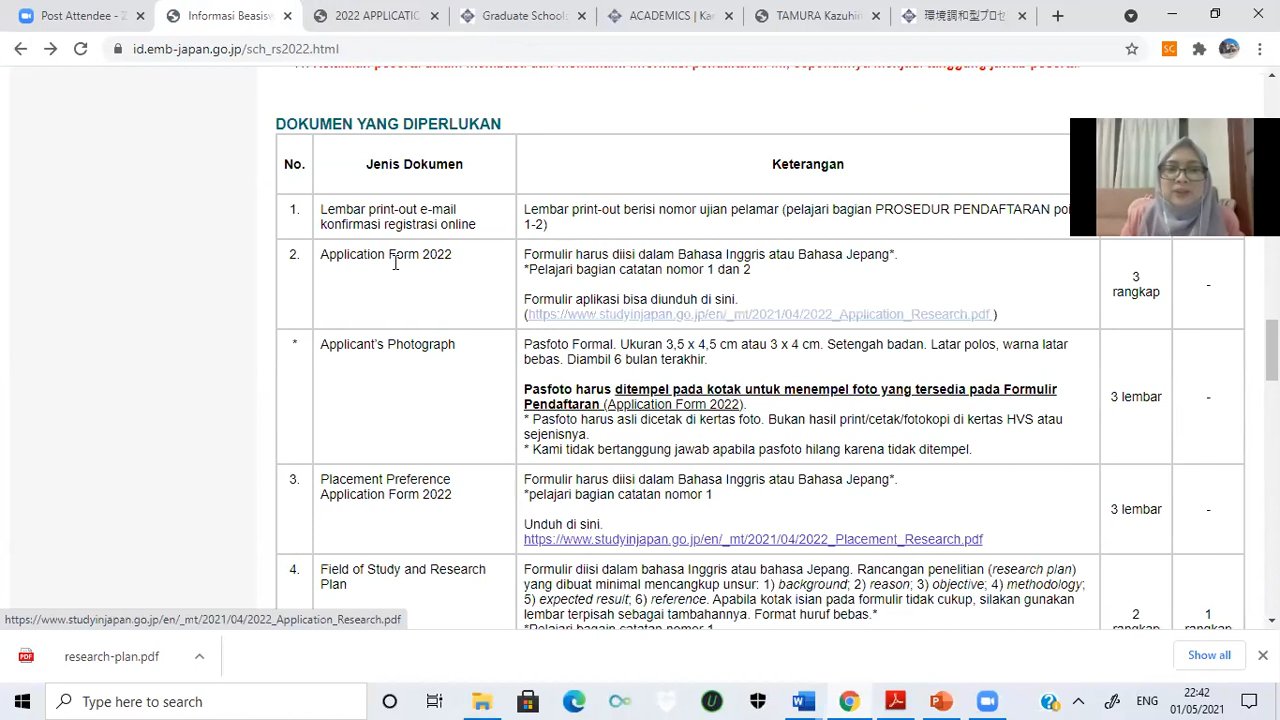 Post Attendee - Z
Informasi Beasisw
2022 APPLICATIC
Graduate Schools
ACADEMICS | Ka
TAMURA Kazuhi
環境調和型プロセ
id.emb-japan.go.jp/sch_rs2022.html
DOKUMEN YANG DIPERLUKAN
No.
Jenis Dokumen
Keterangan
1.
Lembar print-out e-mail
konfirmasi registrasi online
Lembar print-out berisi nomor ujian pelamar (pelajari bagian PROSEDUR PENDAFTARAN poi
1-2)
2.
Application Form 2022
Formulir harus diisi dalam Bahasa Inggris atau Bahasa Jepang*.
*Pelajari bagian catatan nomor 1 dan 2
Formulir aplikasi bisa diunduh di sini.
(https://www.studyinjapan.go.jp/en/_mt/2021/04/2022_Application_Research.pdf )
3
rangkap
-
*
Applicant's Photograph
Pasfoto Formal. Ukuran 3,5 x 4,5 cm atau 3 x 4 cm. Setengah badan. Latar polos, warna latar
bebas. Diambil 6 bulan terakhir.
Pasfoto harus ditempel pada kotak untuk menempel foto yang tersedia pada Formulir
Pendaftaran (Application Form 2022).
* Pasfoto harus asli dicetak di kertas foto. Bukan hasil print/cetak/fotokopi di kertas HVS atau
sejenisnya.
* Kami tidak bertanggung jawab apabila pasfoto hilang karena tidak ditempel.
3 lembar
-
3.
Placement Preference
Application Form 2022
Formulir harus diisi dalam Bahasa Inggris atau Bahasa Jepang*.
*pelajari bagian catatan nomor 1
Unduh di sini.
https://www.studyinjapan.go.jp/en/_mt/2021/04/2022_Placement_Research.pdf
3 lembar
-
4.
Field of Study and Research
Plan
Formulir diisi dalam bahasa Inggris atau bahasa Jepang. Rancangan penelitian (research plan)
yang dibuat minimal mencangkup unsur: 1) background; 2) reason; 3) objective; 4) methodology;
5) expected result; 6) reference. Apabila kotak isian pada formulir tidak cukup, silakan gunakan
lembar terpisah sebagai tambahannya. Format huruf bebas.*
*Pelajari bagain catatan nomor 1
2
rangkap
1
rangkap
https://www.studyinjapan.go.jp/en/_mt/2021/04/2022_Application_Research.pdf
research-plan.pdf
Show all
Type here to search
ENG
22:42
01/05/2021